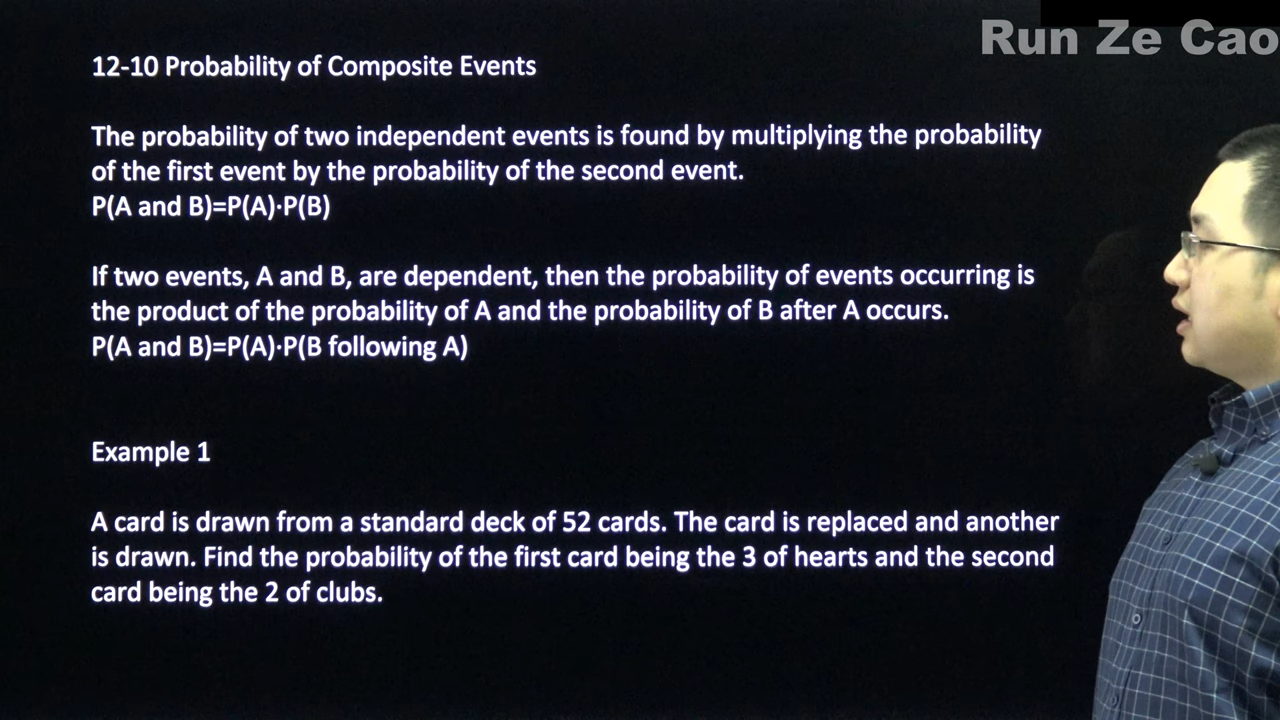 Run Ze Cao
12-10 Probability of Composite Events
The probability of two independent events is found by multiplying the probability
of the first event by the probability of the second event.
P(A and B)=P(A)·P(B)
If two events, A and B, are dependent, then the probability of events occurring is
the product of the probability of A and the probability of B after A occurs.
P(A and B)=P(A)·P(B following A)
Example 1
A card is drawn from a standard deck of 52 cards. The card is replaced and another
is drawn. Find the probability of the first card being the 3 of hearts and the second
card being the 2 of clubs.